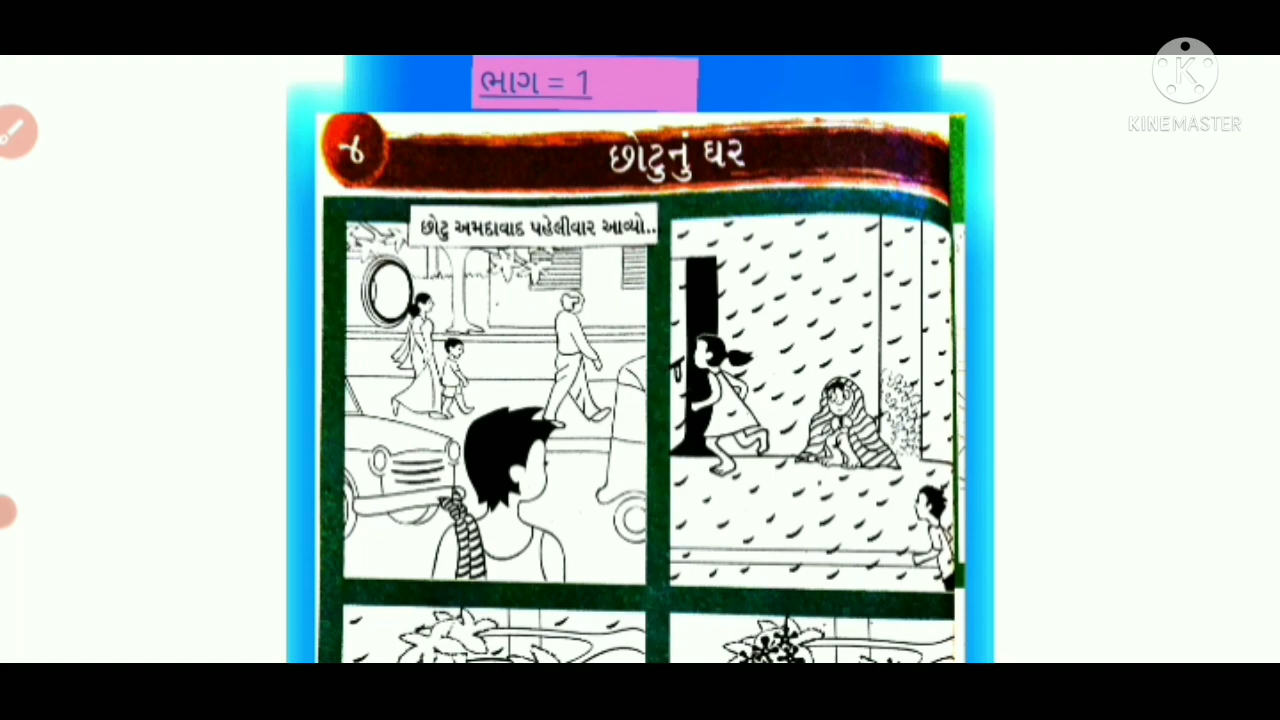 ભાગ = 1
KINEMASTER
૪
છોટુનું ઘર
છોટુ અમદાવાદ પહેલીવાર આવ્યો...